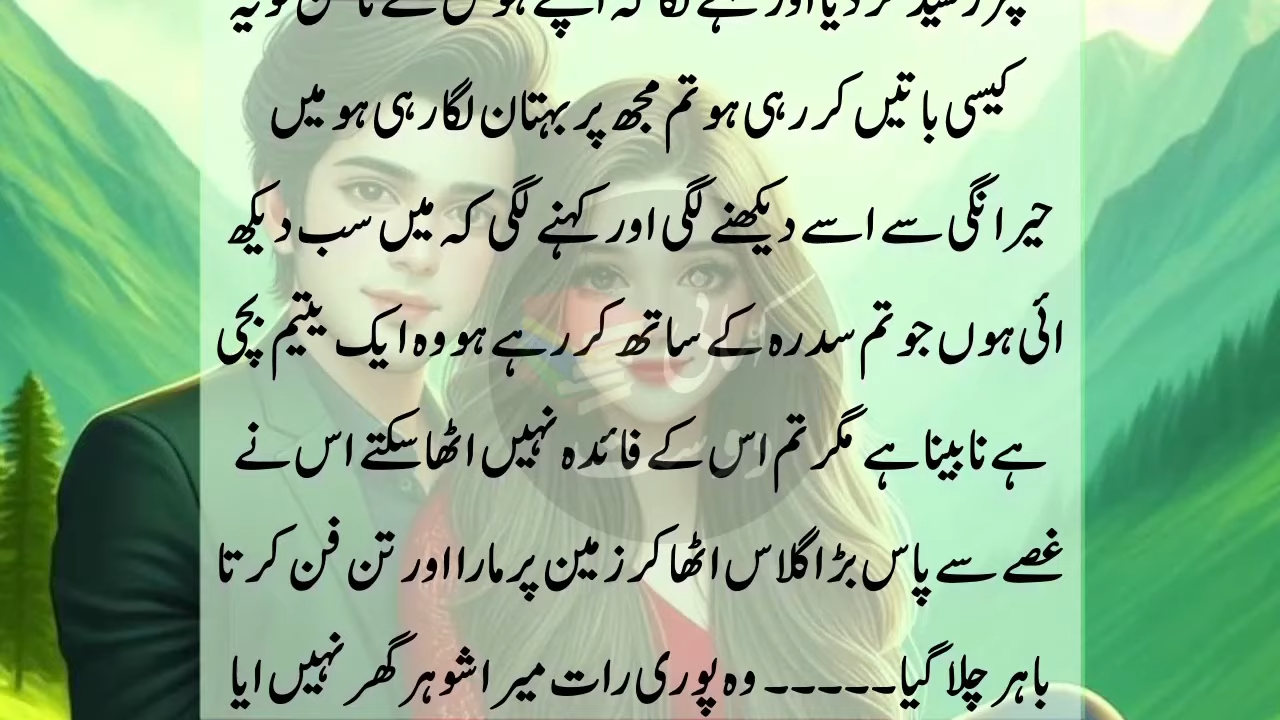 کیسی باتیں کر رہی ہو تم مجھ پر بہتان لگا رہی ہو میں
حیرانگی سے اسے دیکھنے لگی اور کہنے لگی کہ میں سب دیکھ
ائی ہوں جو تم سدرہ کے ساتھ کر رہے ہو وہ ایک یتیم بچی
ہے نابینا ہے مگر تم اس کے فائدہ نہیں اٹھا سکتے اس نے
غصے سے پاس بڑا گلاس اٹھا کر زمین پر مارا اور تن فن کرتا
باہر چلا گیا۔۔۔۔۔ وہ پوری رات میرا شوہر گھر نہیں ایا